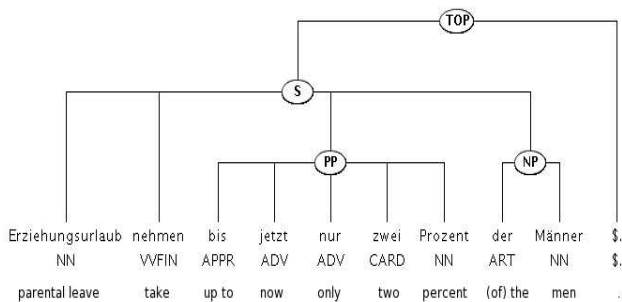 TOP
S
PP NP
Erziehungsurlaub nehmen bis jetzt nur zwei Prozent der Männer $.
NN VVFIN APPR ADV ADV CARD NN ART NN $.
parental leave take up to now only two percent (of) the men .